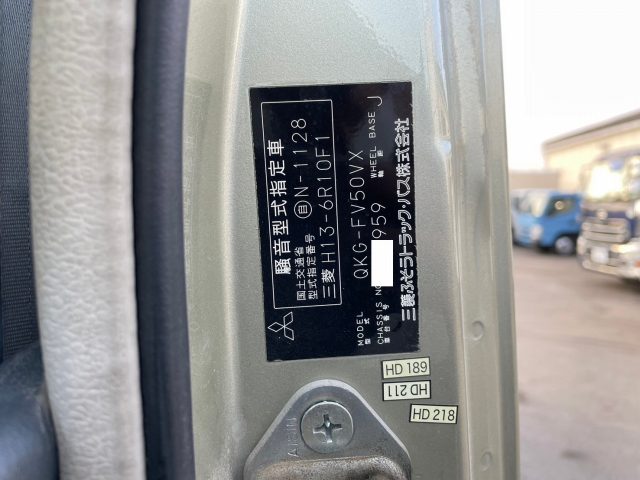 騒音型式指定車
国土交通省
型式指定番号 自N-1128
三菱 H13-6R10F1
MODEL QKG-FV50VX
型式
CHASSIS NO. 959 WHEEL BASE J
車台番号 軸距
三菱ふそうトラック・バス株式会社
HD 189
HD 211
HD 218